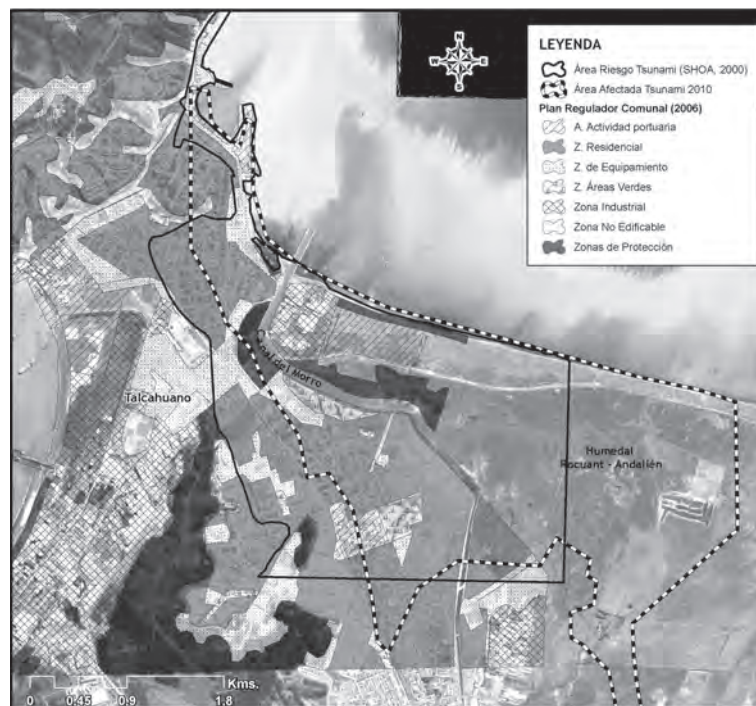 N
W E
S
LEYENDA
Área Riesgo Tsunami (SHOA, 2000)
Área Afectada Tsunami 2010
Plan Regulador Comunal (2006)
A. Actividad portuaria
Z. Residencial
Z. de Equipamiento
Z. Áreas Verdes
Zona Industrial
Zona No Edificable
Zonas de Protección
Canal del Morro
Talcahuano
Humedal
Rocuant - Andalién
Kms.
0 0.45 0.9 1.8